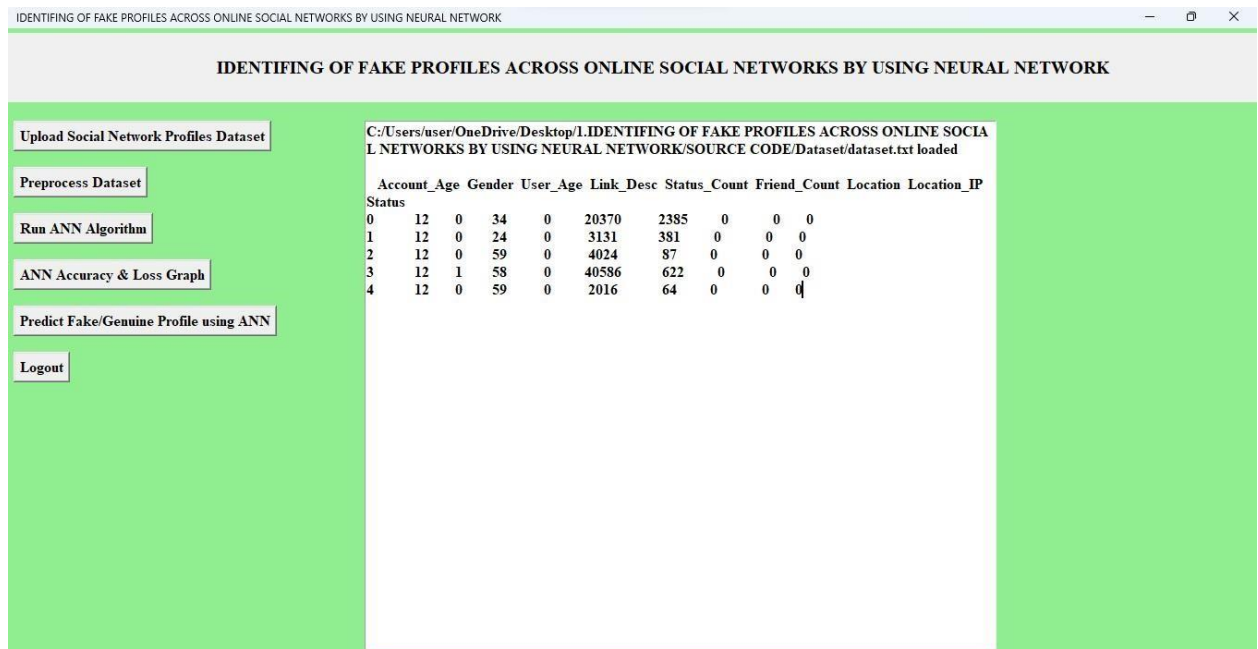 IDENTIFING OF FAKE PROFILES ACROSS ONLINE SOCIAL NETWORKS BY USING NEURAL NETWORK
IDENTIFING OF FAKE PROFILES ACROSS ONLINE SOCIAL NETWORKS BY USING NEURAL NETWORK
Upload Social Network Profiles Dataset
Preprocess Dataset
Run ANN Algorithm
ANN Accuracy & Loss Graph
Predict Fake/Genuine Profile using ANN
Logout
C:/Users/user/OneDrive/Desktop/1.IDENTIFING OF FAKE PROFILES ACROSS ONLINE SOCIA
L NETWORKS BY USING NEURAL NETWORK/SOURCE CODE/Dataset/dataset.txt loaded
Account_Age Gender User_Age Link_Desc Status_Count Friend_Count Location Location_IP
Status
0 12 0 34 0 20370 2385 0 0 0
1 12 0 24 0 3131 381 0 0 0
2 12 0 59 0 4024 87 0 0 0
3 12 1 58 0 40586 622 0 0 0
4 12 0 59 0 2016 64 0 0 0